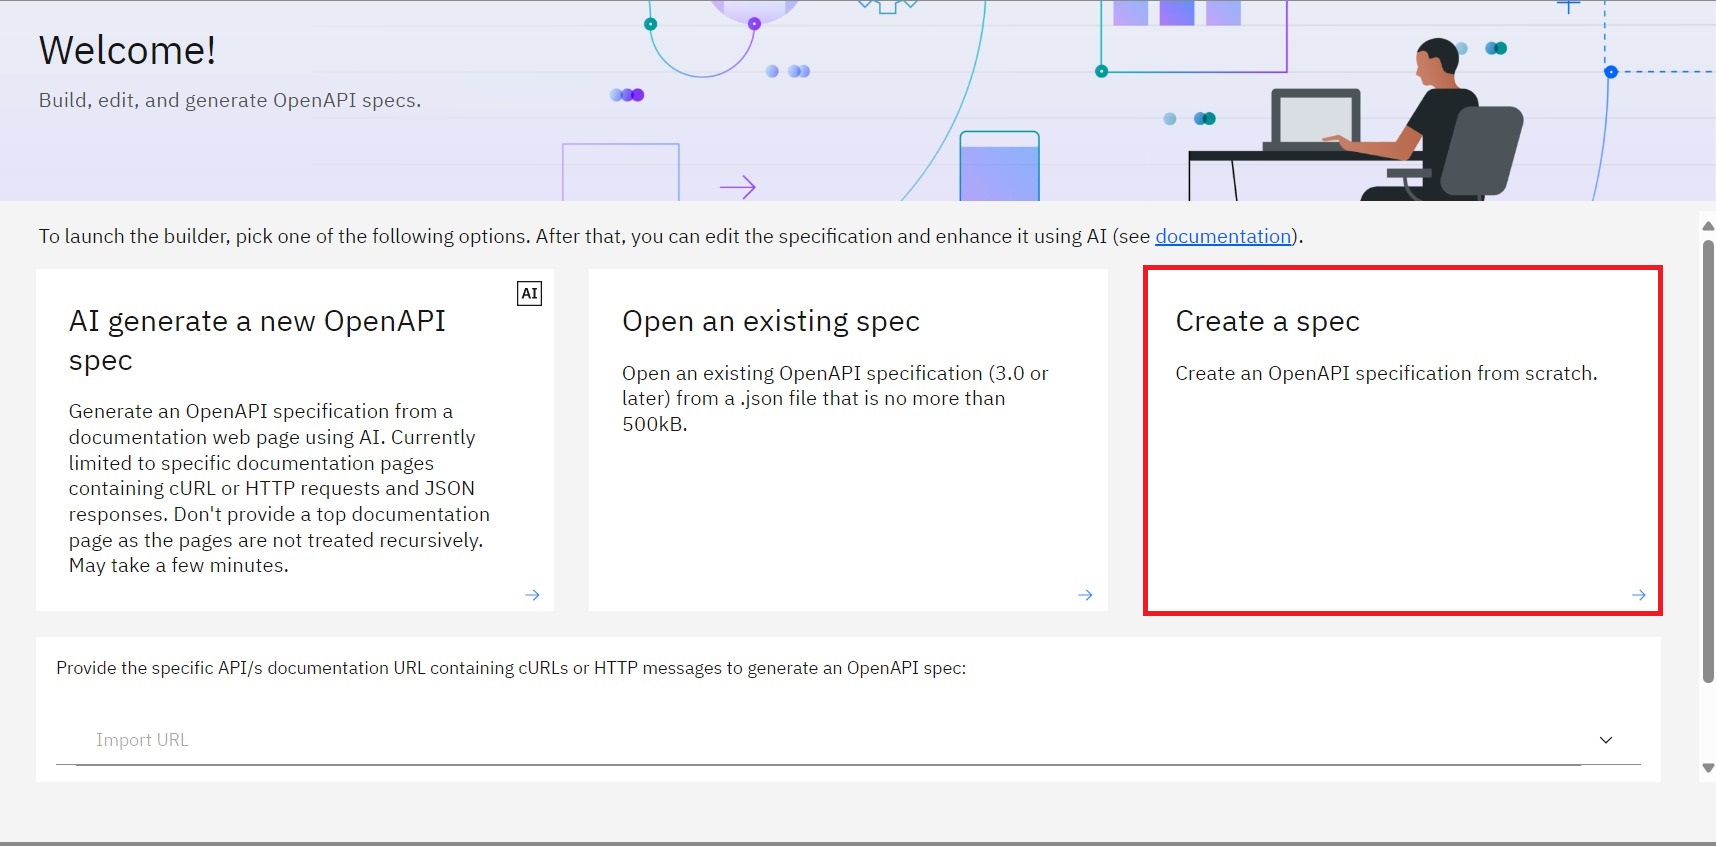 Welcome!
Build, edit, and generate OpenAPI specs.
To launch the builder, pick one of the following options. After that, you can edit the specification and enhance it using AI (see documentation).
AI
AI generate a new OpenAPI
spec
Generate an OpenAPI specification from a
documentation web page using AI. Currently
limited to specific documentation pages
containing cURL or HTTP requests and JSON
responses. Don't provide a top documentation
page as the pages are not treated recursively.
May take a few minutes.
Open an existing spec
Open an existing OpenAPI specification (3.0 or
later) from a .json file that is no more than
500kB.
Create a spec
Create an OpenAPI specification from scratch.
Provide the specific API/s documentation URL containing cURLs or HTTP messages to generate an OpenAPI spec:
Import URL